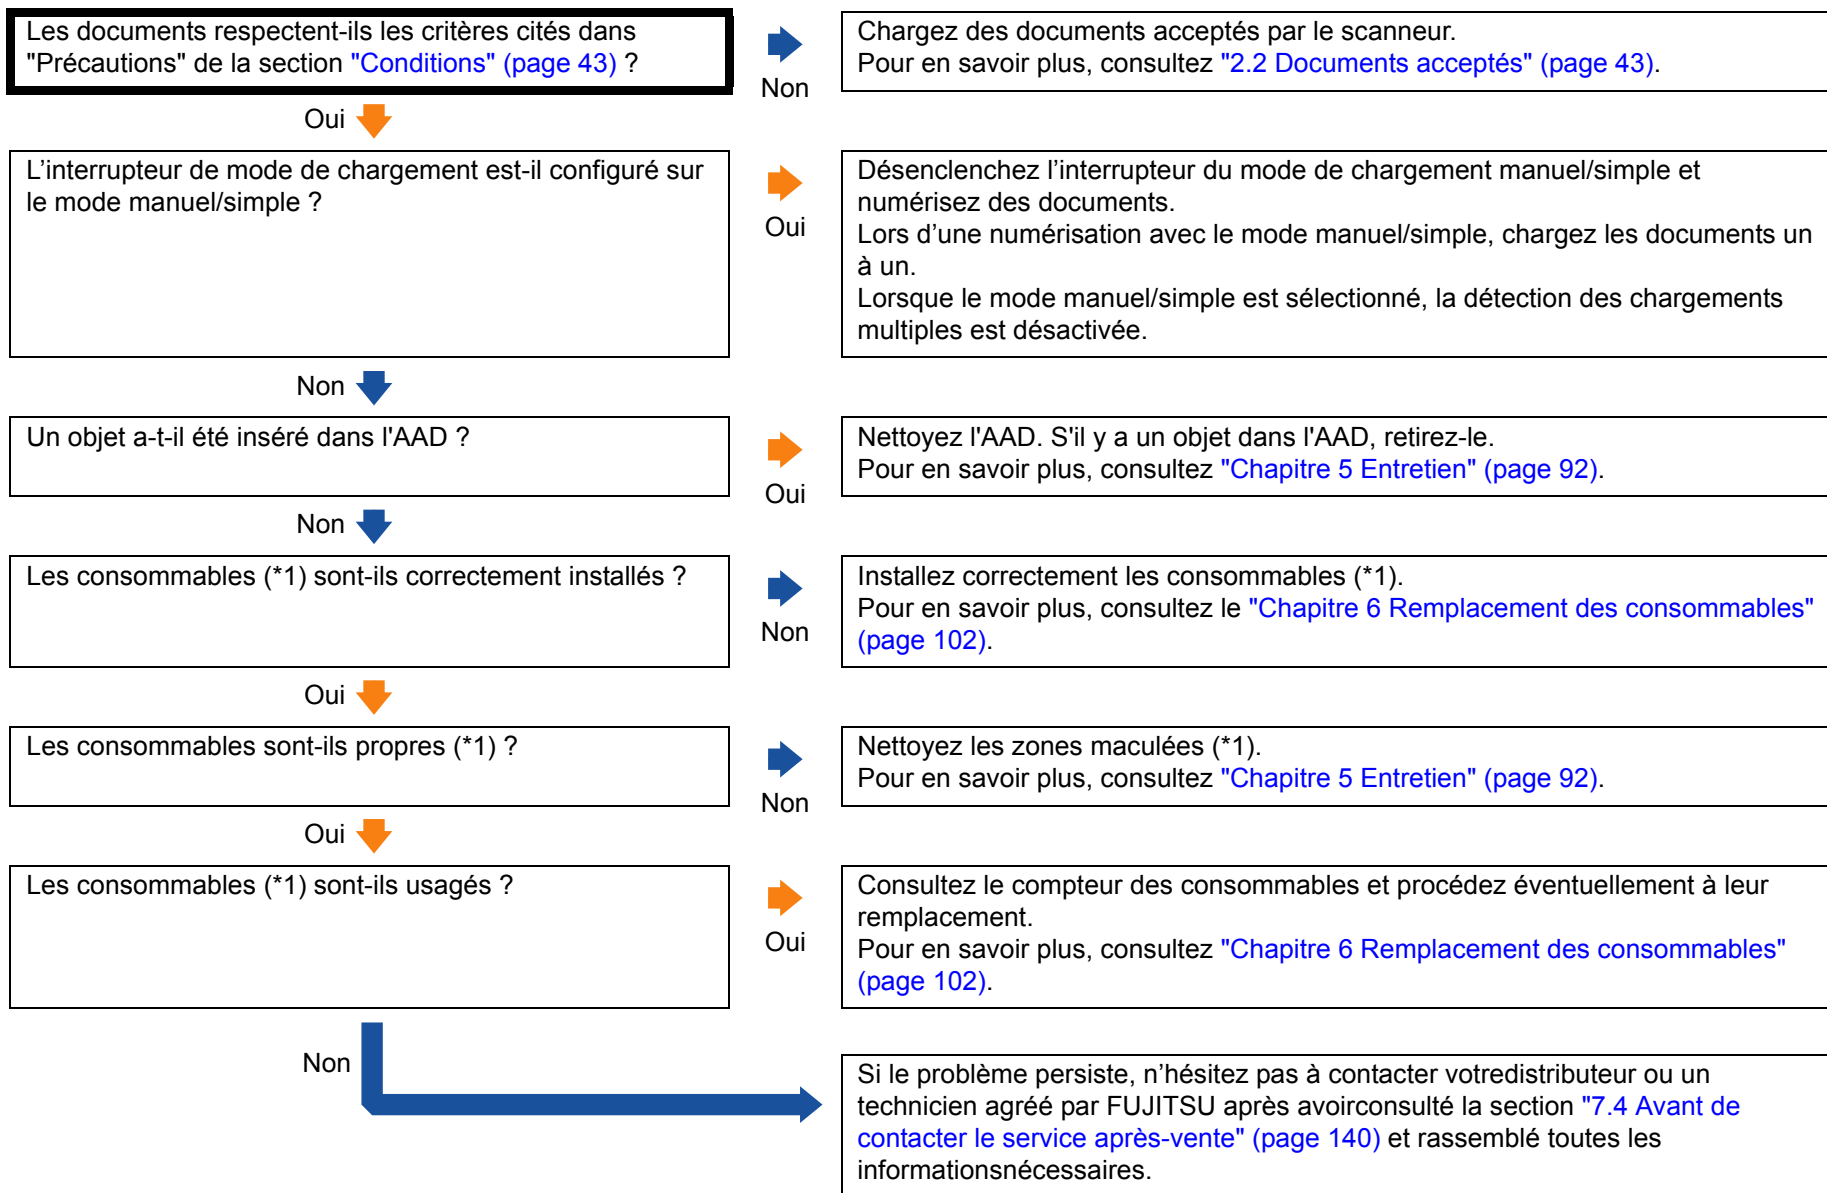 Les documents respectent-ils les critères cités dans
"Précautions" de la section "Conditions" (page 43) ?
Non
Chargez des documents acceptés par le scanneur.
Pour en savoir plus, consultez "2.2 Documents acceptés" (page 43).
Oui
L’interrupteur de mode de chargement est-il configuré sur
le mode manuel/simple ?
Oui
Désenclenchez l’interrupteur du mode de chargement manuel/simple et
numérisez des documents.
Lors d’une numérisation avec le mode manuel/simple, chargez les documents un
à un.
Lorsque le mode manuel/simple est sélectionné, la détection des chargements
multiples est désactivée.
Non
Un objet a-t-il été inséré dans l'AAD ?
Oui
Nettoyez l'AAD. S'il y a un objet dans l'AAD, retirez-le.
Pour en savoir plus, consultez "Chapitre 5 Entretien" (page 92).
Non
Les consommables (*1) sont-ils correctement installés ?
Non
Installez correctement les consommables (*1).
Pour en savoir plus, consultez le "Chapitre 6 Remplacement des consommables"
(page 102).
Oui
Les consommables sont-ils propres (*1) ?
Non
Nettoyez les zones maculées (*1).
Pour en savoir plus, consultez "Chapitre 5 Entretien" (page 92).
Oui
Les consommables (*1) sont-ils usagés ?
Oui
Consultez le compteur des consommables et procédez éventuellement à leur
remplacement.
Pour en savoir plus, consultez "Chapitre 6 Remplacement des consommables"
(page 102).
Non
Si le problème persiste, n’hésitez pas à contacter votredistributeur ou un
technicien agréé par FUJITSU après avoirconsulté la section "7.4 Avant de
contacter le service après-vente" (page 140) et rassemblé toutes les
informationsnécessaires.